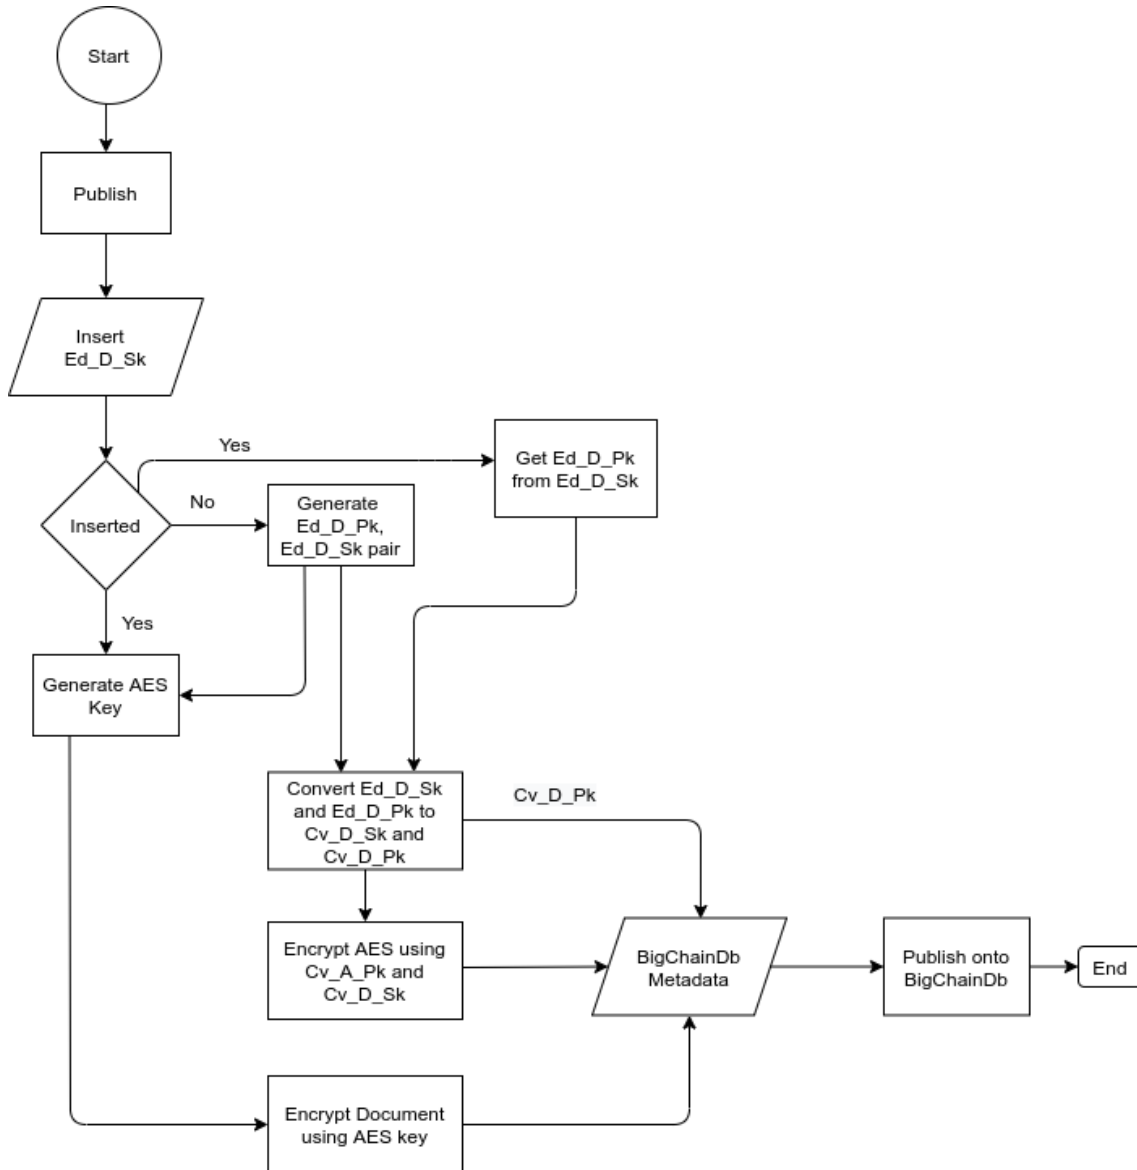 Start
Publish
Insert
Ed_D_Sk
Yes
Get Ed_D_Pk
from Ed_D_Sk
Inserted
No
Generate
Ed_D_Pk,
Ed_D_Sk pair
Yes
Generate AES
Key
Convert Ed_D_Sk
and Ed_D_Pk to
Cv_D_Sk and
Cv_D_Pk
Cv_D_Pk
Encrypt AES using
Cv_A_Pk and
Cv_D_Sk
BigChainDb
Metadata
Publish onto
BigChainDb
End
Encrypt Document
using AES key